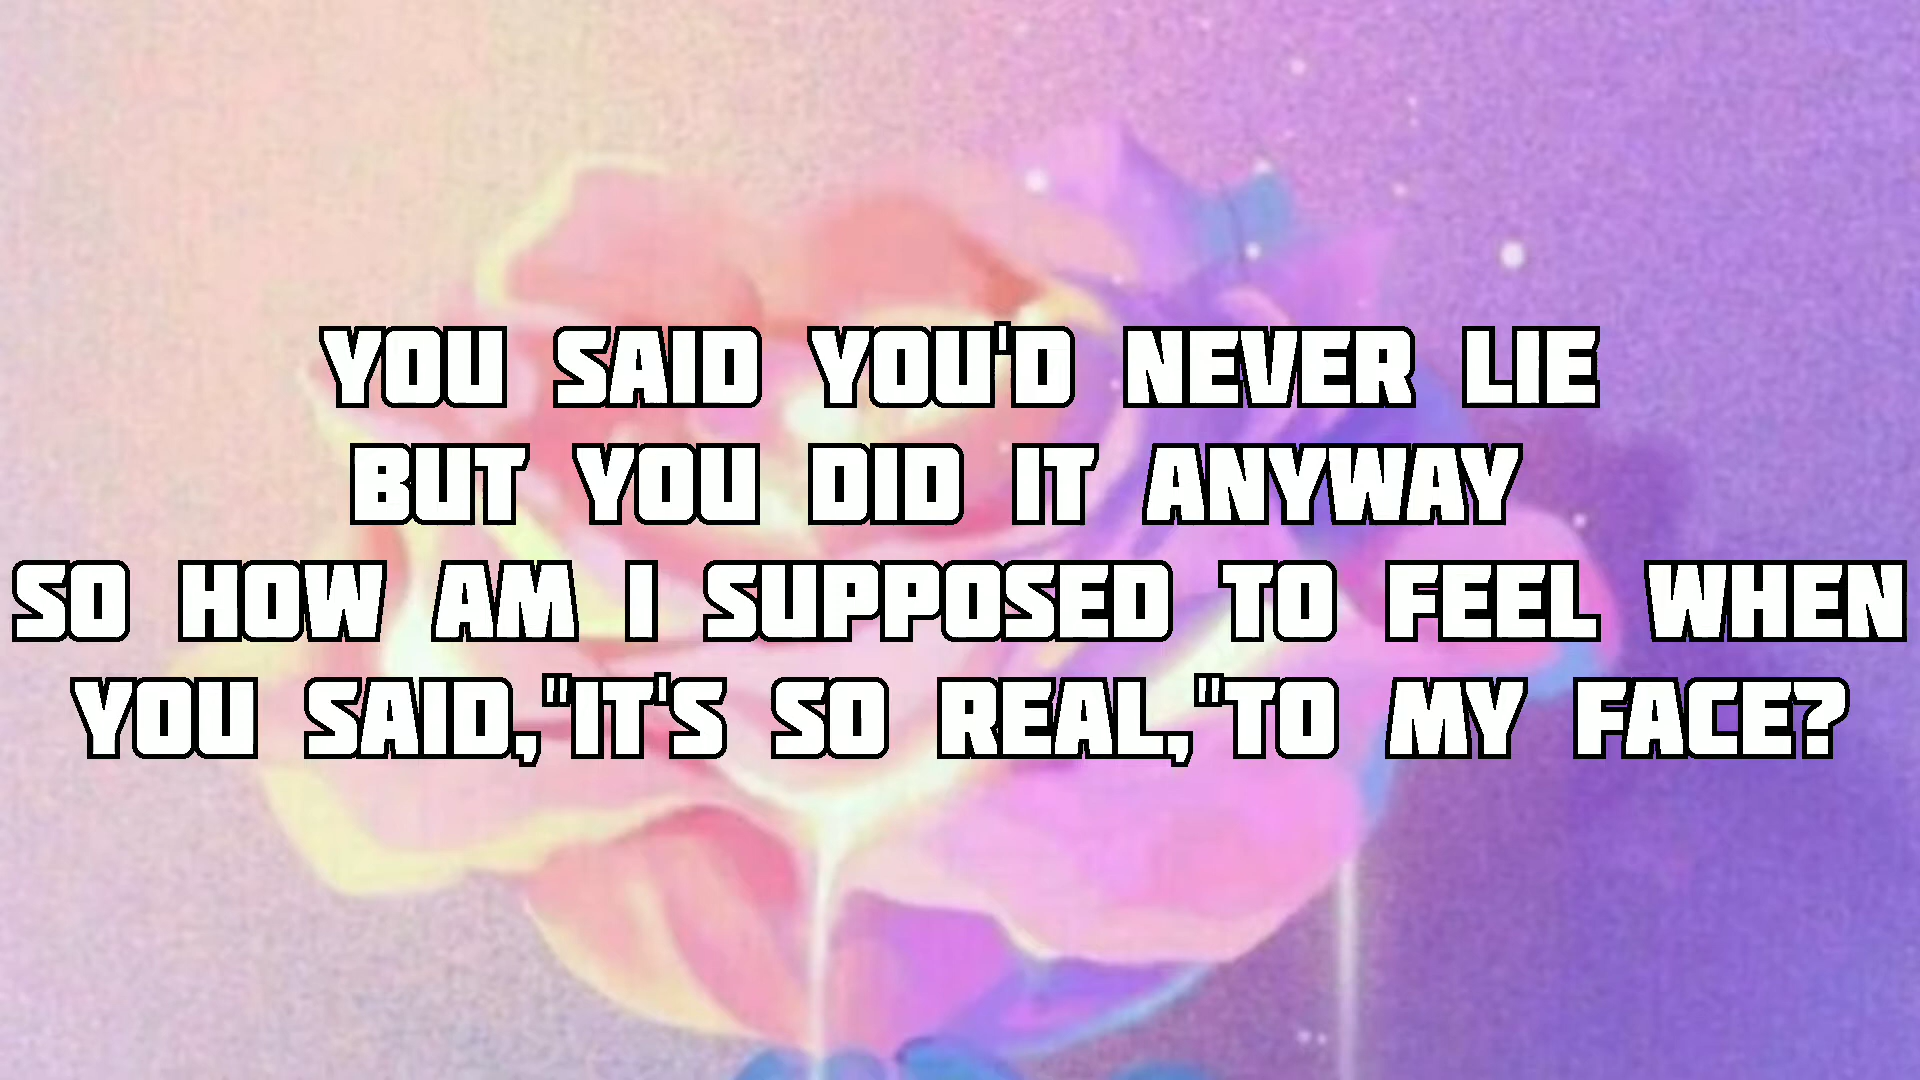 YOU SAID YOU'D NEVER LIE
BUT YOU DID IT ANYWAY
SO HOW AM I SUPPOSED TO FEEL WHEN
YOU SAID,"IT'S SO REAL,"TO MY FACE?